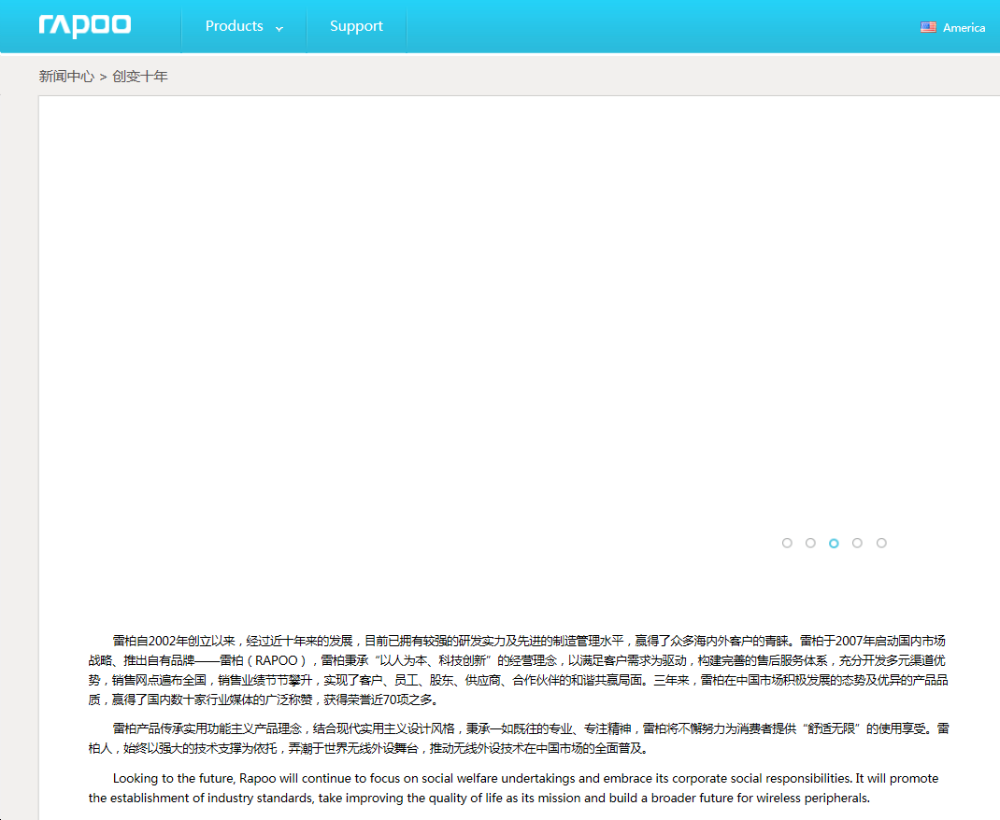 rapoo
Products
Support
America
新闻中心 > 创变十年
雷柏自2002年创立以来，经过近十年来的发展，目前已拥有较强的研发实力及先进的制造管理水平，赢得了众多海内外客户的青睐。雷柏于2007年启动国内市场
战略、推出自有品牌——雷柏（RAPOO），雷柏秉承“以人为本、科技创新”的经营理念，以满足客户需求为驱动，构建完善的售后服务体系，充分开发多元渠道优
势，销售网点遍布全国，销售业绩节节攀升，实现了客户、员工、股东、供应商、合作伙伴的和谐共赢局面。三年来，雷柏在中国市场积极发展的态势及优异的产品品
质，赢得了国内数十家行业媒体的广泛称赞，获得荣誉近70项之多。
雷柏产品传承实用功能主义产品理念，结合现代实用主义设计风格，秉承一如既往的专业、专注精神，雷柏将不懈努力为消费者提供“舒适无限”的使用享受。雷
柏人，始终以强大的技术支撑为依托，弄潮于世界无线外设舞台，推动无线外设技术在中国市场的全面普及。
Looking to the future, Rapoo will continue to focus on social welfare undertakings and embrace its corporate social responsibilities. It will promote
the establishment of industry standards, take improving the quality of life as its mission and build a broader future for wireless peripherals.